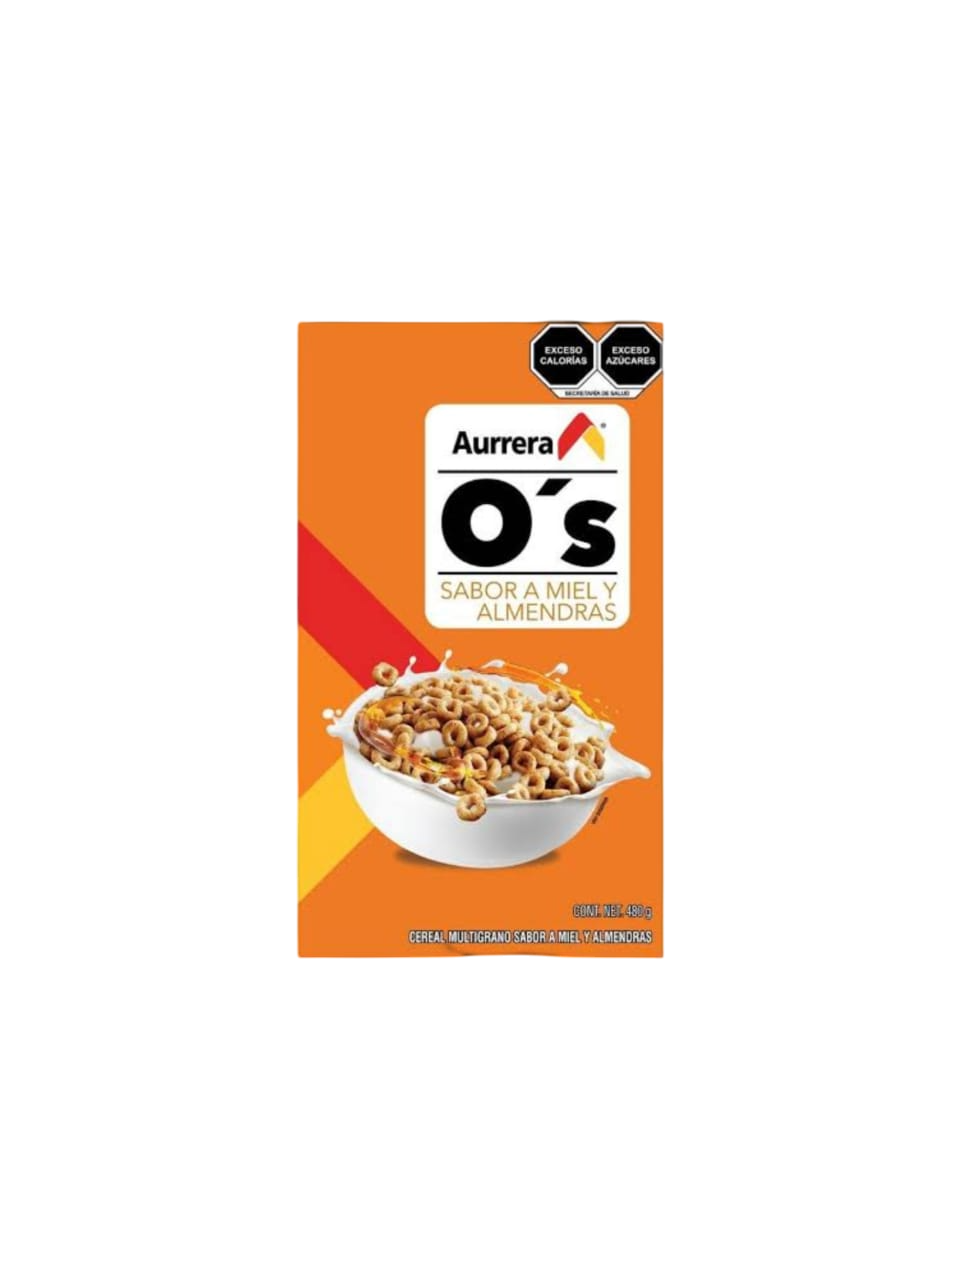 EXCESO
CALORÍAS
EXCESO
AZÚCARES
SECRETARÍA DE SALUD
Aurrera
®
O´s
SABOR A MIEL Y
ALMENDRAS
CONT. NET. 480 g
CEREAL MULTIGRANO SABOR A MIEL Y ALMENDRAS